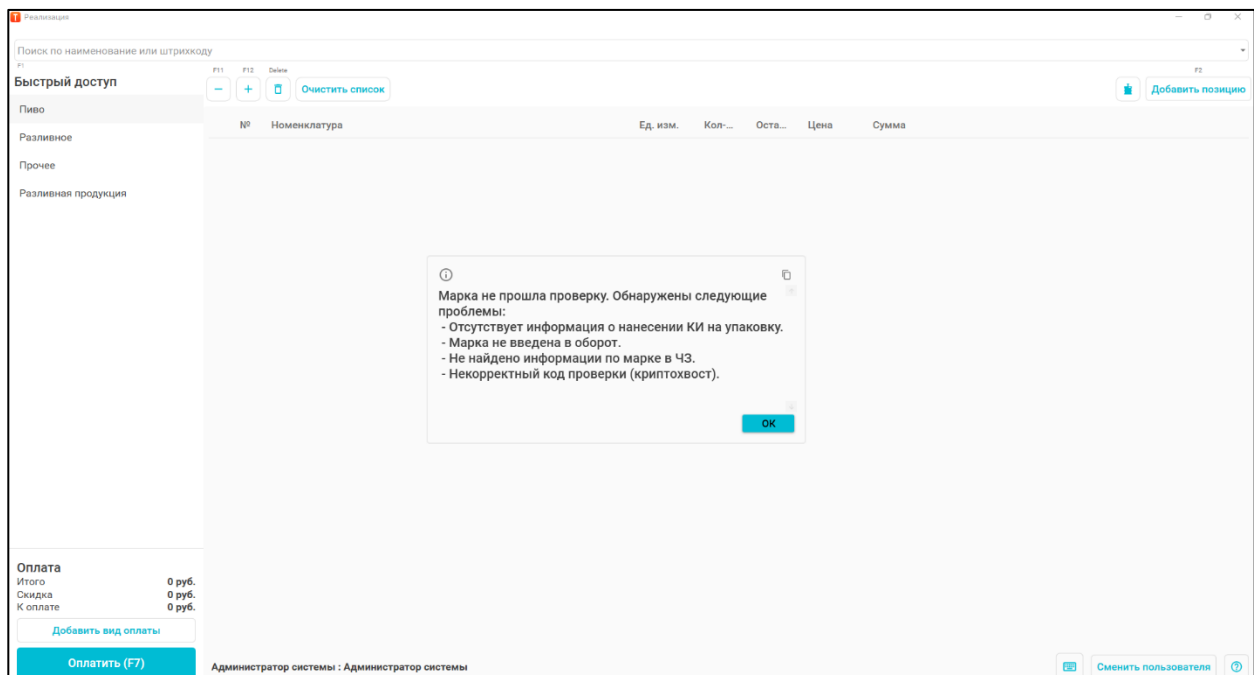 Т Реализация
Поиск по наименование или штрихкоду
F1
Быстрый доступ
Пиво
Разливное
Прочее
Разливная продукция
F11 F12 Delete
− + Очистить список
F2
Добавить позицию
№ Номенклатура Ед. изм. Кол-... Оста... Цена Сумма
Марка не прошла проверку. Обнаружены следующие
проблемы:
- Отсутствует информация о нанесении КИ на упаковку.
- Марка не введена в оборот.
- Не найдено информации по марке в ЧЗ.
- Некорректный код проверки (криптохвост).
ОК
Оплата
Итого 0 руб.
Скидка 0 руб.
К оплате 0 руб.
Добавить вид оплаты
Оплатить (F7)
Администратор системы : Администратор системы
Сменить пользователя